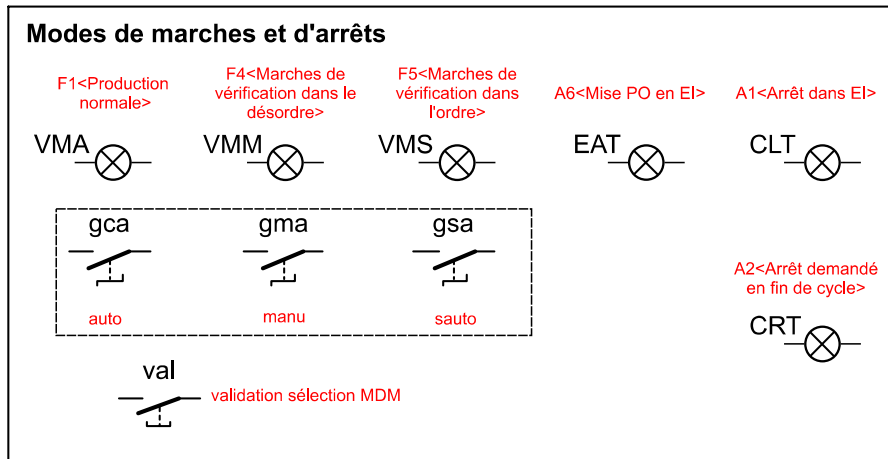 Modes de marches et d'arrêts
F1<Production
normale>
F4<Marches de
vérification dans le
désordre>
F5<Marches de
vérification dans
l'ordre>
A6<Mise PO en EI>
A1<Arrêt dans EI>
VMA
VMM
VMS
EAT
CLT
gca
gma
gsa
auto
manu
sauto
A2<Arrêt demandé
en fin de cycle>
CRT
val
validation sélection MDM